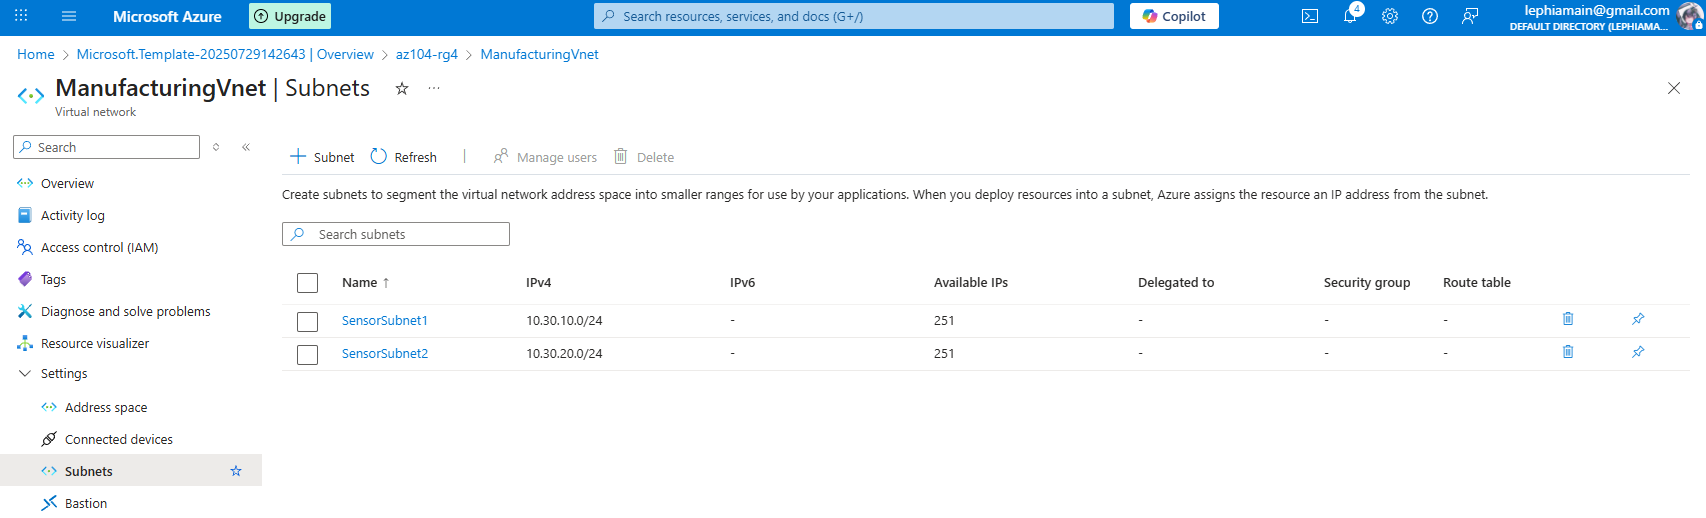 Microsoft Azure
Upgrade
Search resources, services, and docs (G+/)
Copilot
4
lephiamain@gmail.com
DEFAULT DIRECTORY (LEPHIAMA...
Home > Microsoft.Template-20250729142643 | Overview > az104-rg4 > ManufacturingVnet
ManufacturingVnet | Subnets
Virtual network
Search
Overview
Activity log
Access control (IAM)
Tags
Diagnose and solve problems
Resource visualizer
Settings
Address space
Connected devices
Subnets
Bastion
+ Subnet Refresh | Manage users Delete
Create subnets to segment the virtual network address space into smaller ranges for use by your applications. When you deploy resources into a subnet, Azure assigns the resource an IP address from the subnet.
Search subnets
Name ↑ IPv4 IPv6 Available IPs Delegated to Security group Route table
SensorSubnet1 10.30.10.0/24 - 251 - - -
SensorSubnet2 10.30.20.0/24 - 251 - - -